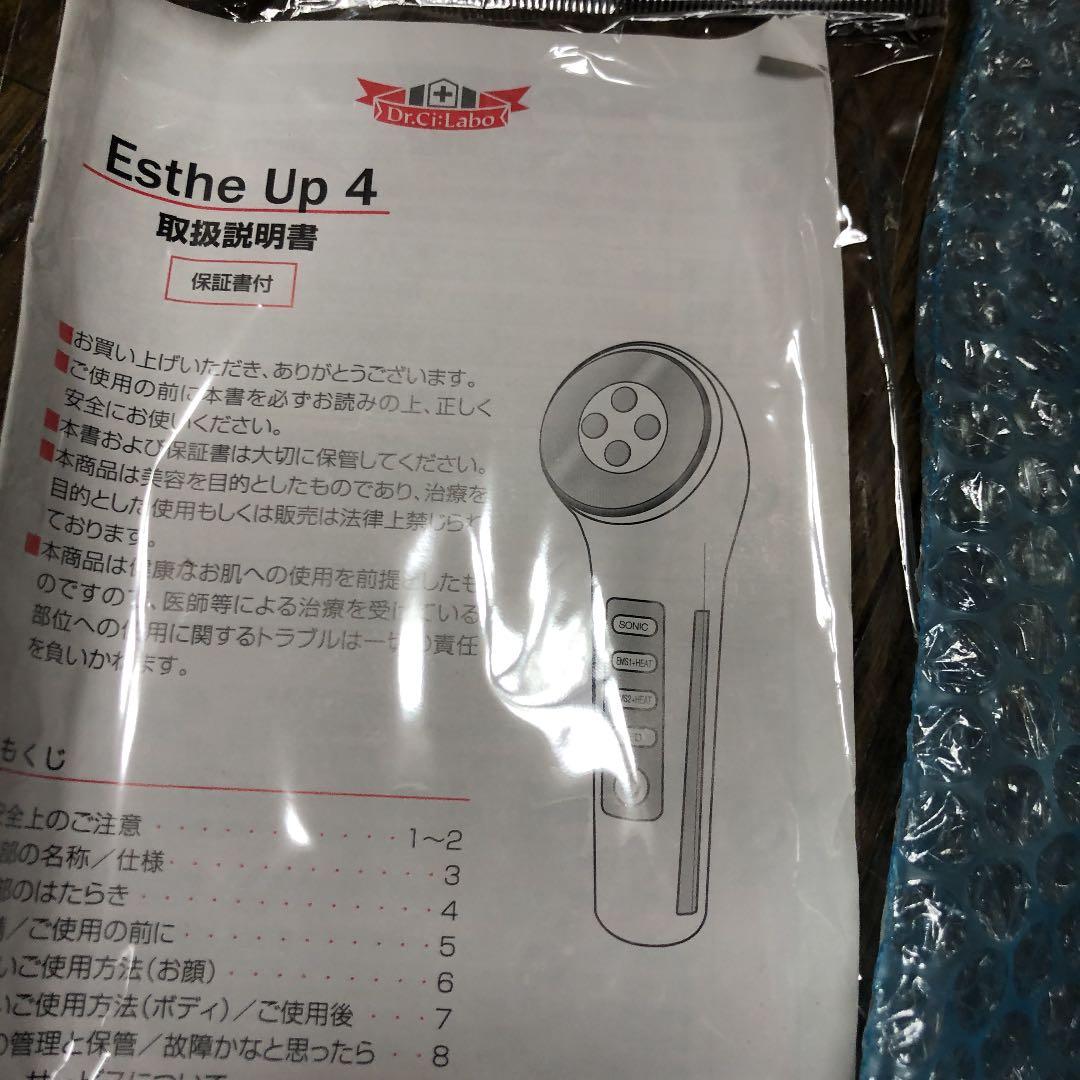 Dr.Ci:Labo
Esthe Up 4
取扱説明書
保証書付
■お買い上げいただき、ありがとうございます。
■ご使用の前に本書を必ずお読みの上、正しく
安全にお使いください。
■本書および保証書は大切に保管してください。
■本商品は美容を目的としたものであり、治療を
目的とした使用もしくは販売は法律上禁じられ
ております。
■本商品は健康なお肌への使用を前提としたも
のですので、医師等による治療を受けている
部位への使用に関するトラブルは一切の責任
を負いかねます。
SONIC
EMS1+HEAT
MS2+HEAT
ED
もくじ
安全上のご注意・・・・・・・・・・・・1〜2
部の名称／仕様・・・・・・・・・・・・・3
部のはたらき・・・・・・・・・・・・・・4
／ご使用の前に・・・・・・・・・・・・5
いご使用方法（お顔）・・・・・・・・・・6
いご使用方法（ボディ）／ご使用後・・・7
の管理と保管／故障かなと思ったら・・8
サービスについて